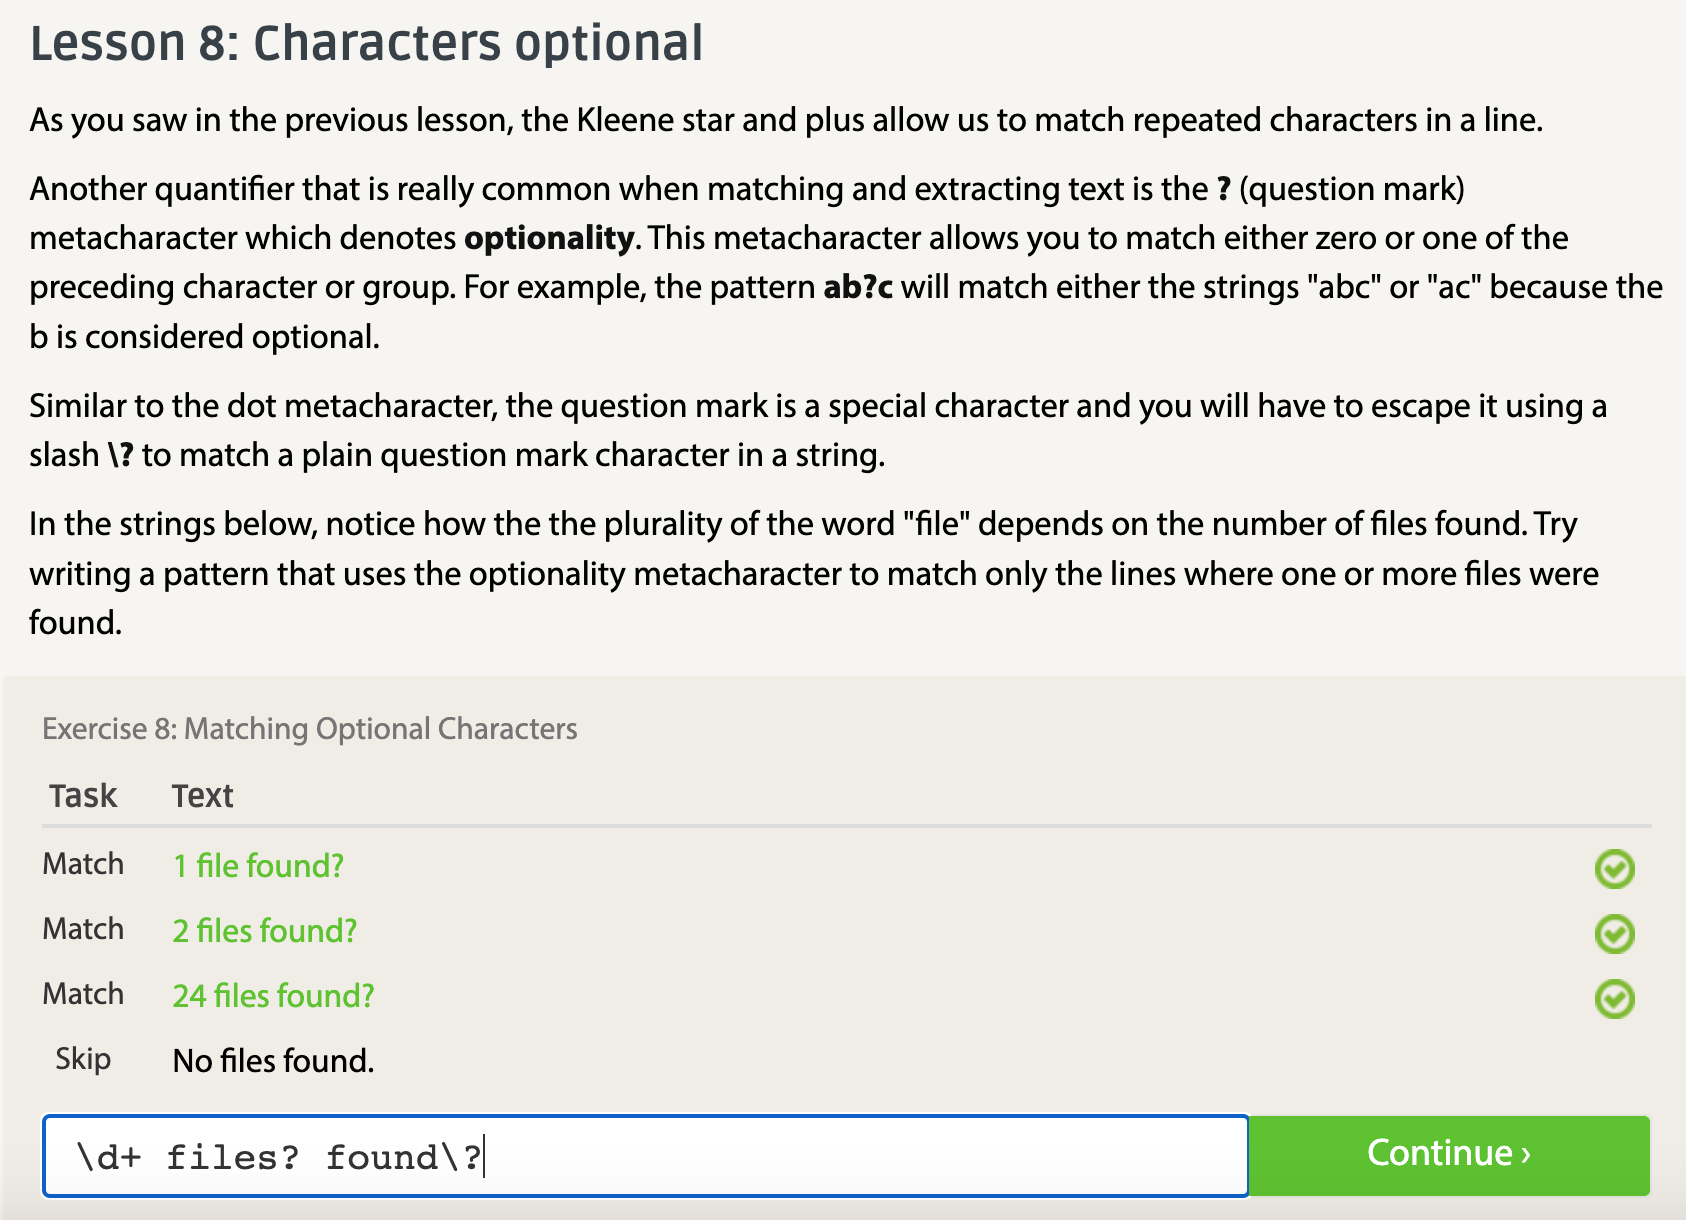 Lesson 8: Characters optional
As you saw in the previous lesson, the Kleene star and plus allow us to match repeated characters in a line.
Another quantifier that is really common when matching and extracting text is the ? (question mark)
metacharacter which denotes optionality. This metacharacter allows you to match either zero or one of the
preceding character or group. For example, the pattern ab?c will match either the strings "abc" or "ac" because the
b is considered optional.
Similar to the dot metacharacter, the question mark is a special character and you will have to escape it using a
slash \? to match a plain question mark character in a string.
In the strings below, notice how the the plurality of the word "file" depends on the number of files found. Try
writing a pattern that uses the optionality metacharacter to match only the lines where one or more files were
found.
Exercise 8: Matching Optional Characters
Task Text
Match 1 file found?
Match 2 files found?
Match 24 files found?
Skip No files found.
\d+ files? found\? Continue ›